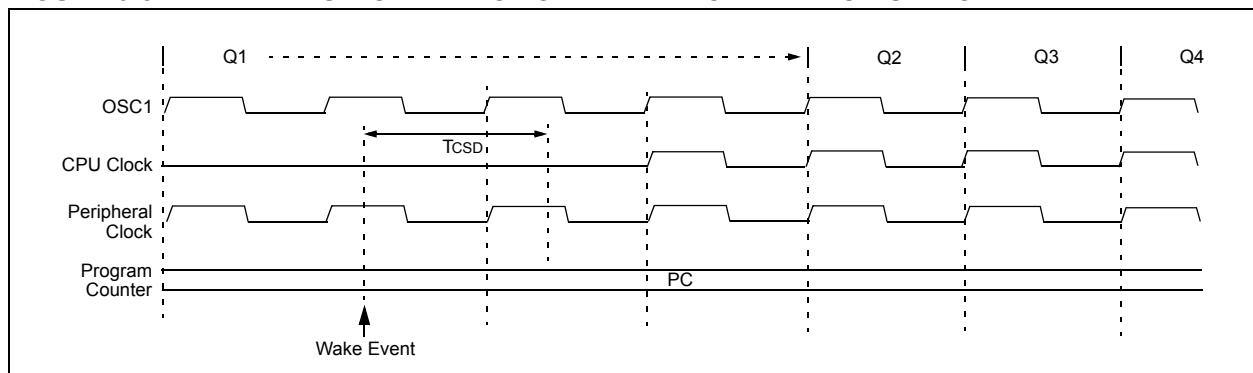 Q1
Q2
Q3
Q4
OSC1
TCSD
CPU Clock
Peripheral
Clock
Program
Counter
PC
Wake Event